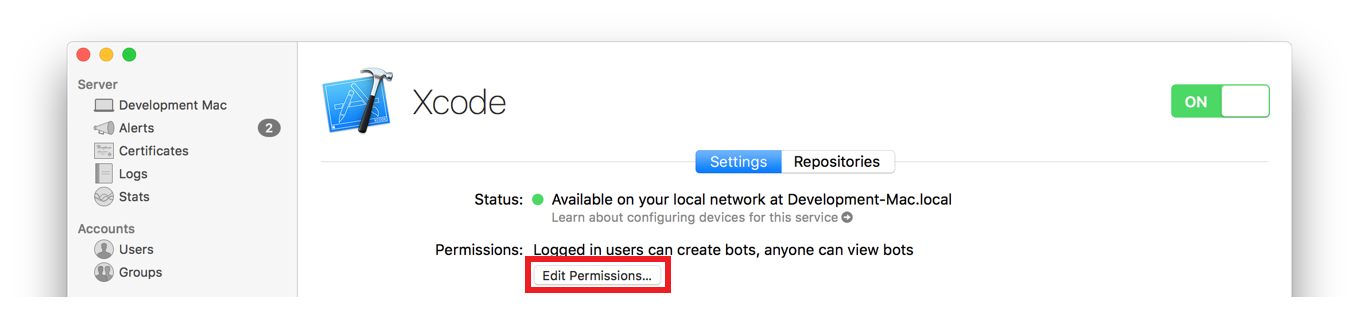 Server
Development Mac
Alerts 2
Certificates
Logs
Stats
Accounts
Users
Groups
Xcode
ON
Settings Repositories
Status: Available on your local network at Development-Mac.local
Learn about configuring devices for this service
Permissions: Logged in users can create bots, anyone can view bots
Edit Permissions...